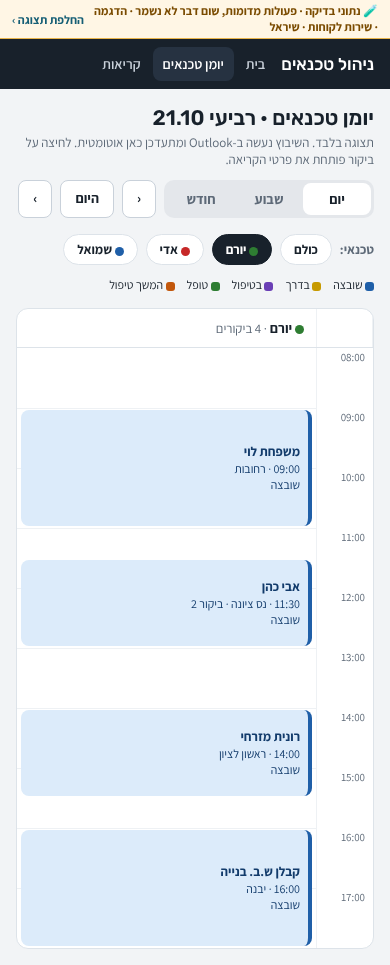 🧪 נתוני בדיקה · פעולות מדומות, שום דבר לא נשמר · הדגמה
· שירות לקוחות · שיראל
החלפת תצוגה ›
ניהול טכנאים
בית
יומן טכנאים
קריאות
יומן טכנאים • רביעי 21.10
תצוגה בלבד. השיבוץ נעשה ב-Outlook ומתעדכן כאן אוטומטית. לחיצה על
ביקור פותחת את פרטי הקריאה.
יום
שבוע
חודש
‹
היום
›
טכנאי:
כולם
יורם
אדי
שמואל
שובצה
בדרך
בטיפול
טופל
המשך טיפול
יורם · 4 ביקורים
08:00
09:00
משפחת לוי
09:00 · רחובות
שובצה
10:00
11:00
אבי כהן
11:30 · נס ציונה · ביקור 2
שובצה
12:00
13:00
14:00
רונית מזרחי
14:00 · ראשון לציון
שובצה
15:00
16:00
קבלן ש.ב. בנייה
16:00 · יבנה
שובצה
17:00